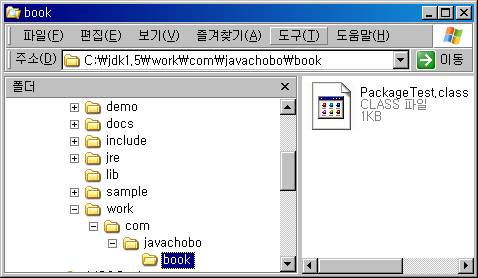 book
파일(F) 편집(E) 보기(V) 즐겨찾기(A) 도구(T) 도움말(H)
주소(D) C:\jdk1.5\work\com\javachobo\book 이동
폴더
demo
docs
include
jre
lib
sample
work
com
javachobo
book
PackageTest.class
CLASS 파일
1KB